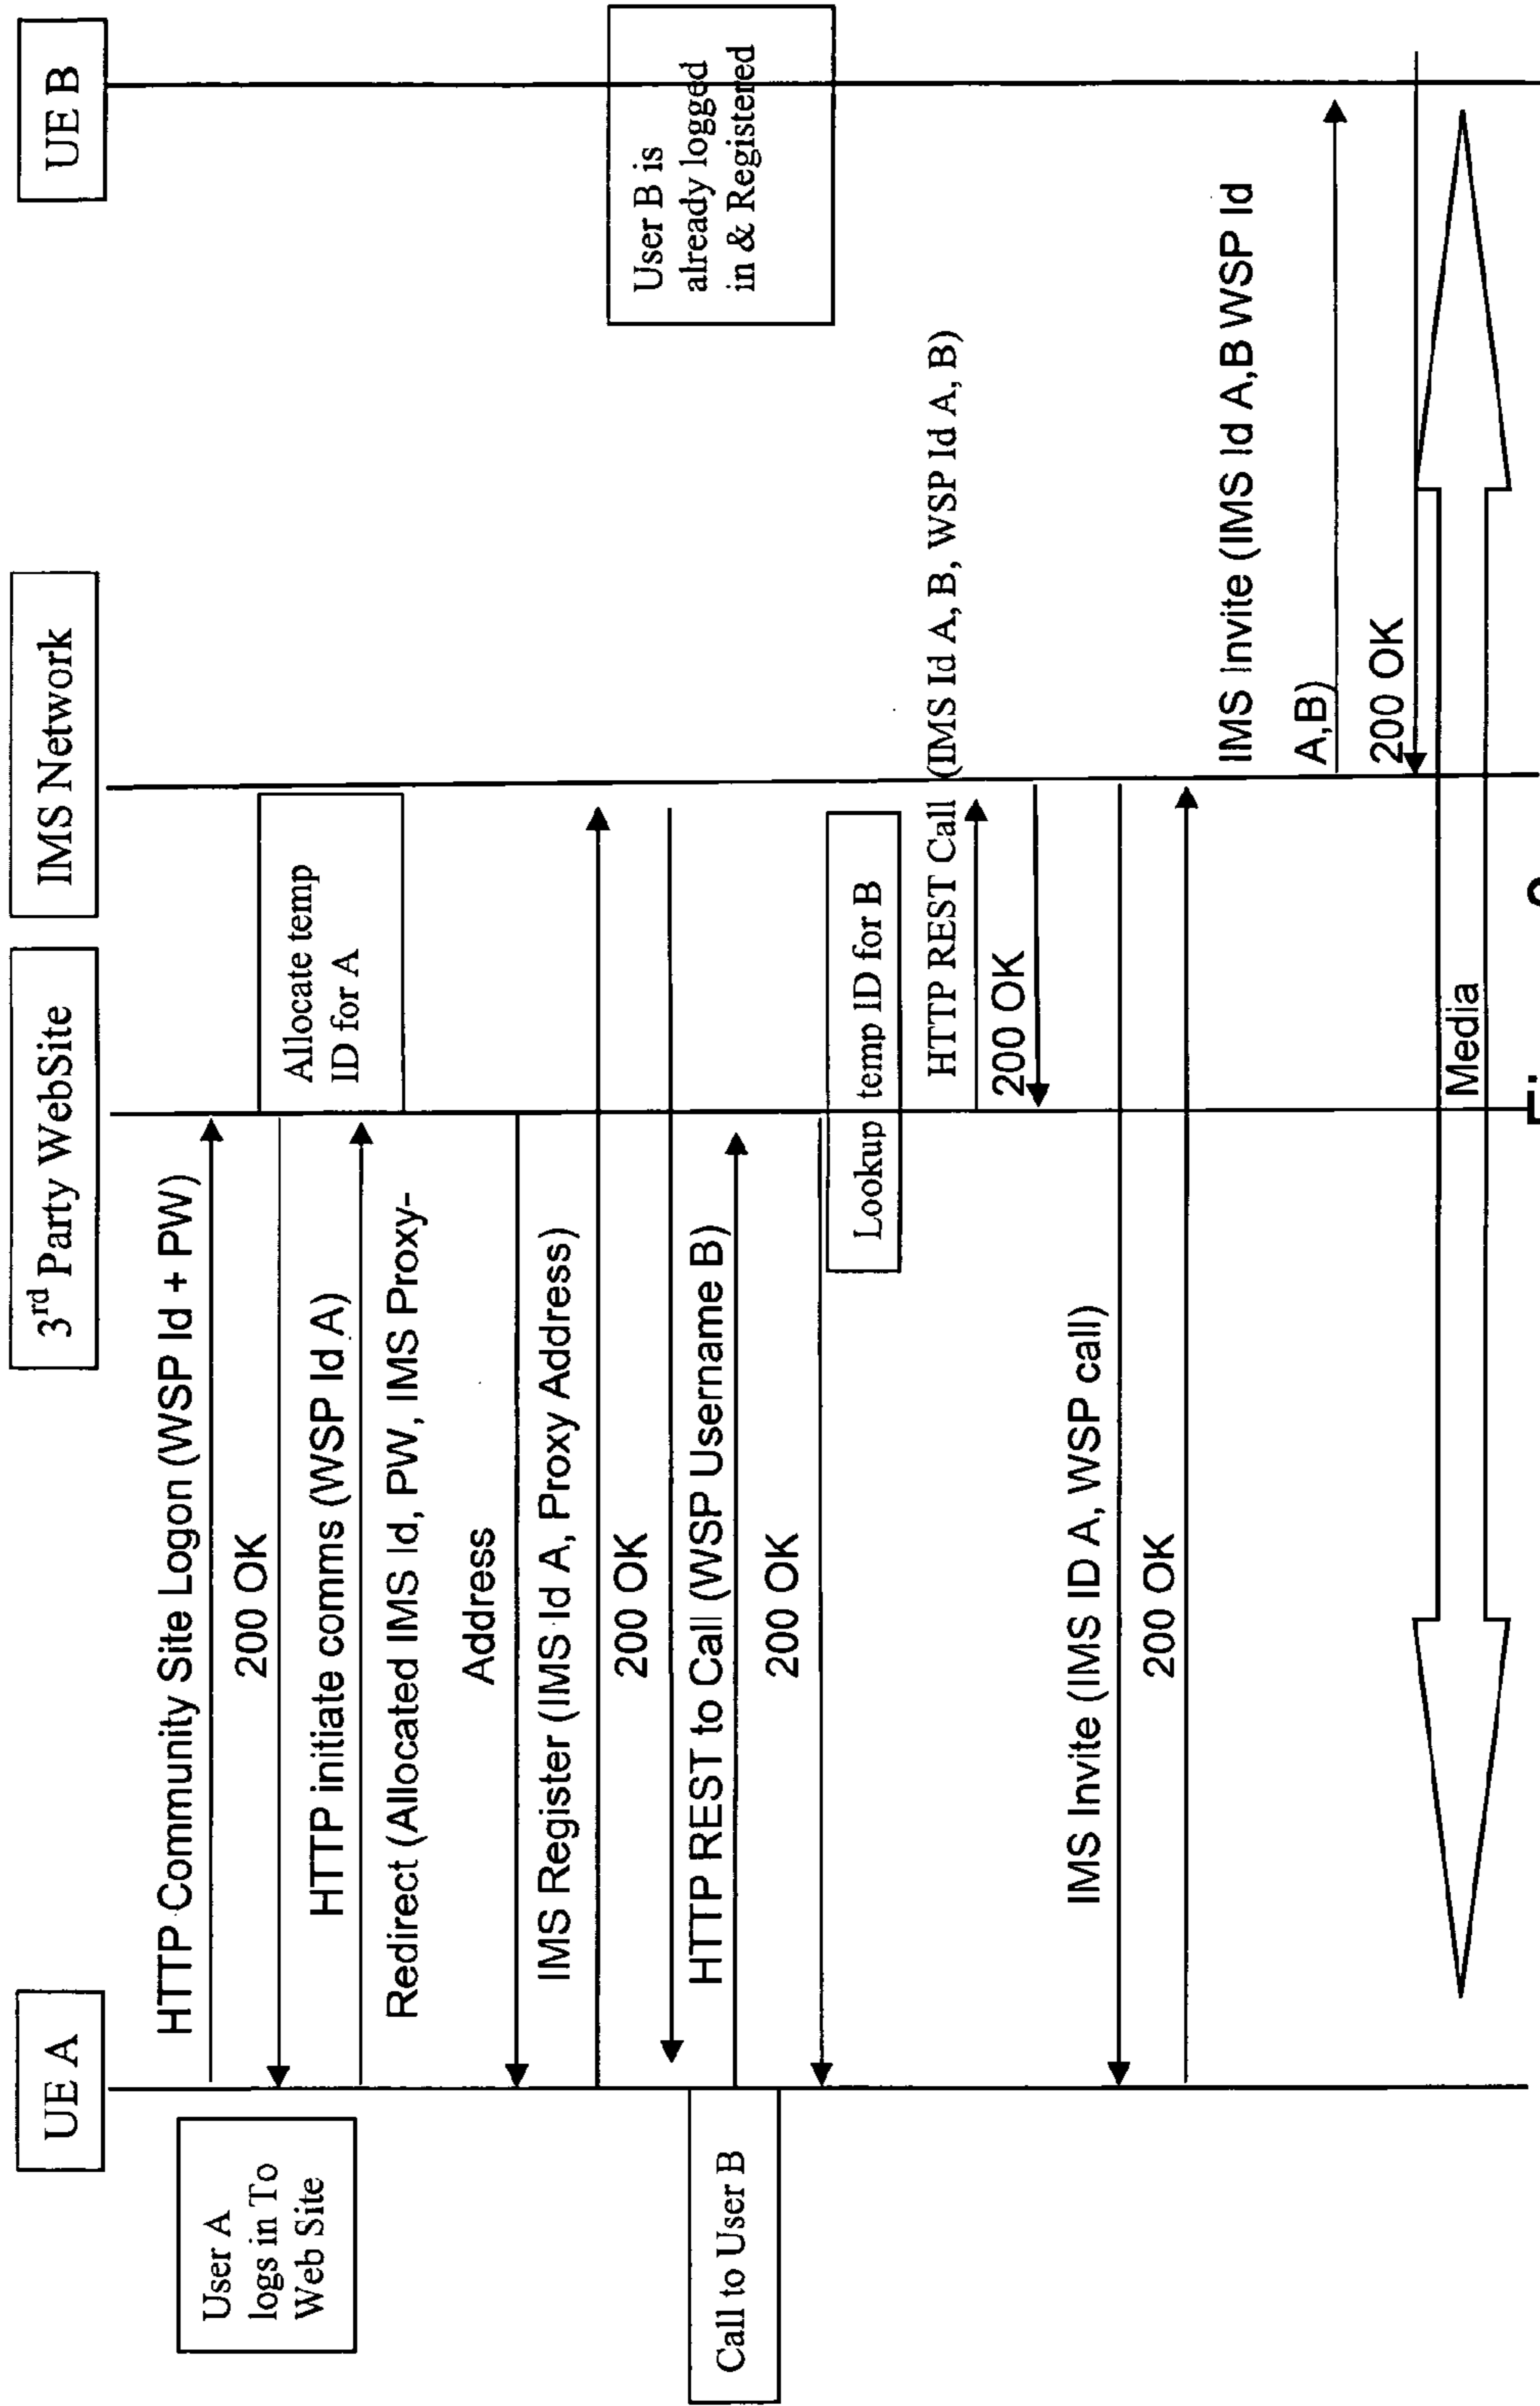 UE A
3rd Party WebSite
IMS Network
UE B
User A
logs in To
Web Site
HTTP Community Site Logon (WSP Id + PW)
200 OK
Allocate temp
ID for A
HTTP initiate comms (WSP Id A)
Redirect (Allocated IMS Id, PW, IMS Proxy-
Address
IMS Register (IMS Id A, Proxy Address)
200 OK
User B is
already logged
in & Registered
Call to User B
HTTP REST to Call (WSP Username B)
200 OK
Lookup temp ID for B
HTTP REST Call (IMS Id A, B, WSP Id A, B)
200 OK
IMS Invite (IMS ID A, WSP call)
200 OK
IMS Invite (IMS Id A,B WSP Id
A,B)
200 OK
Media